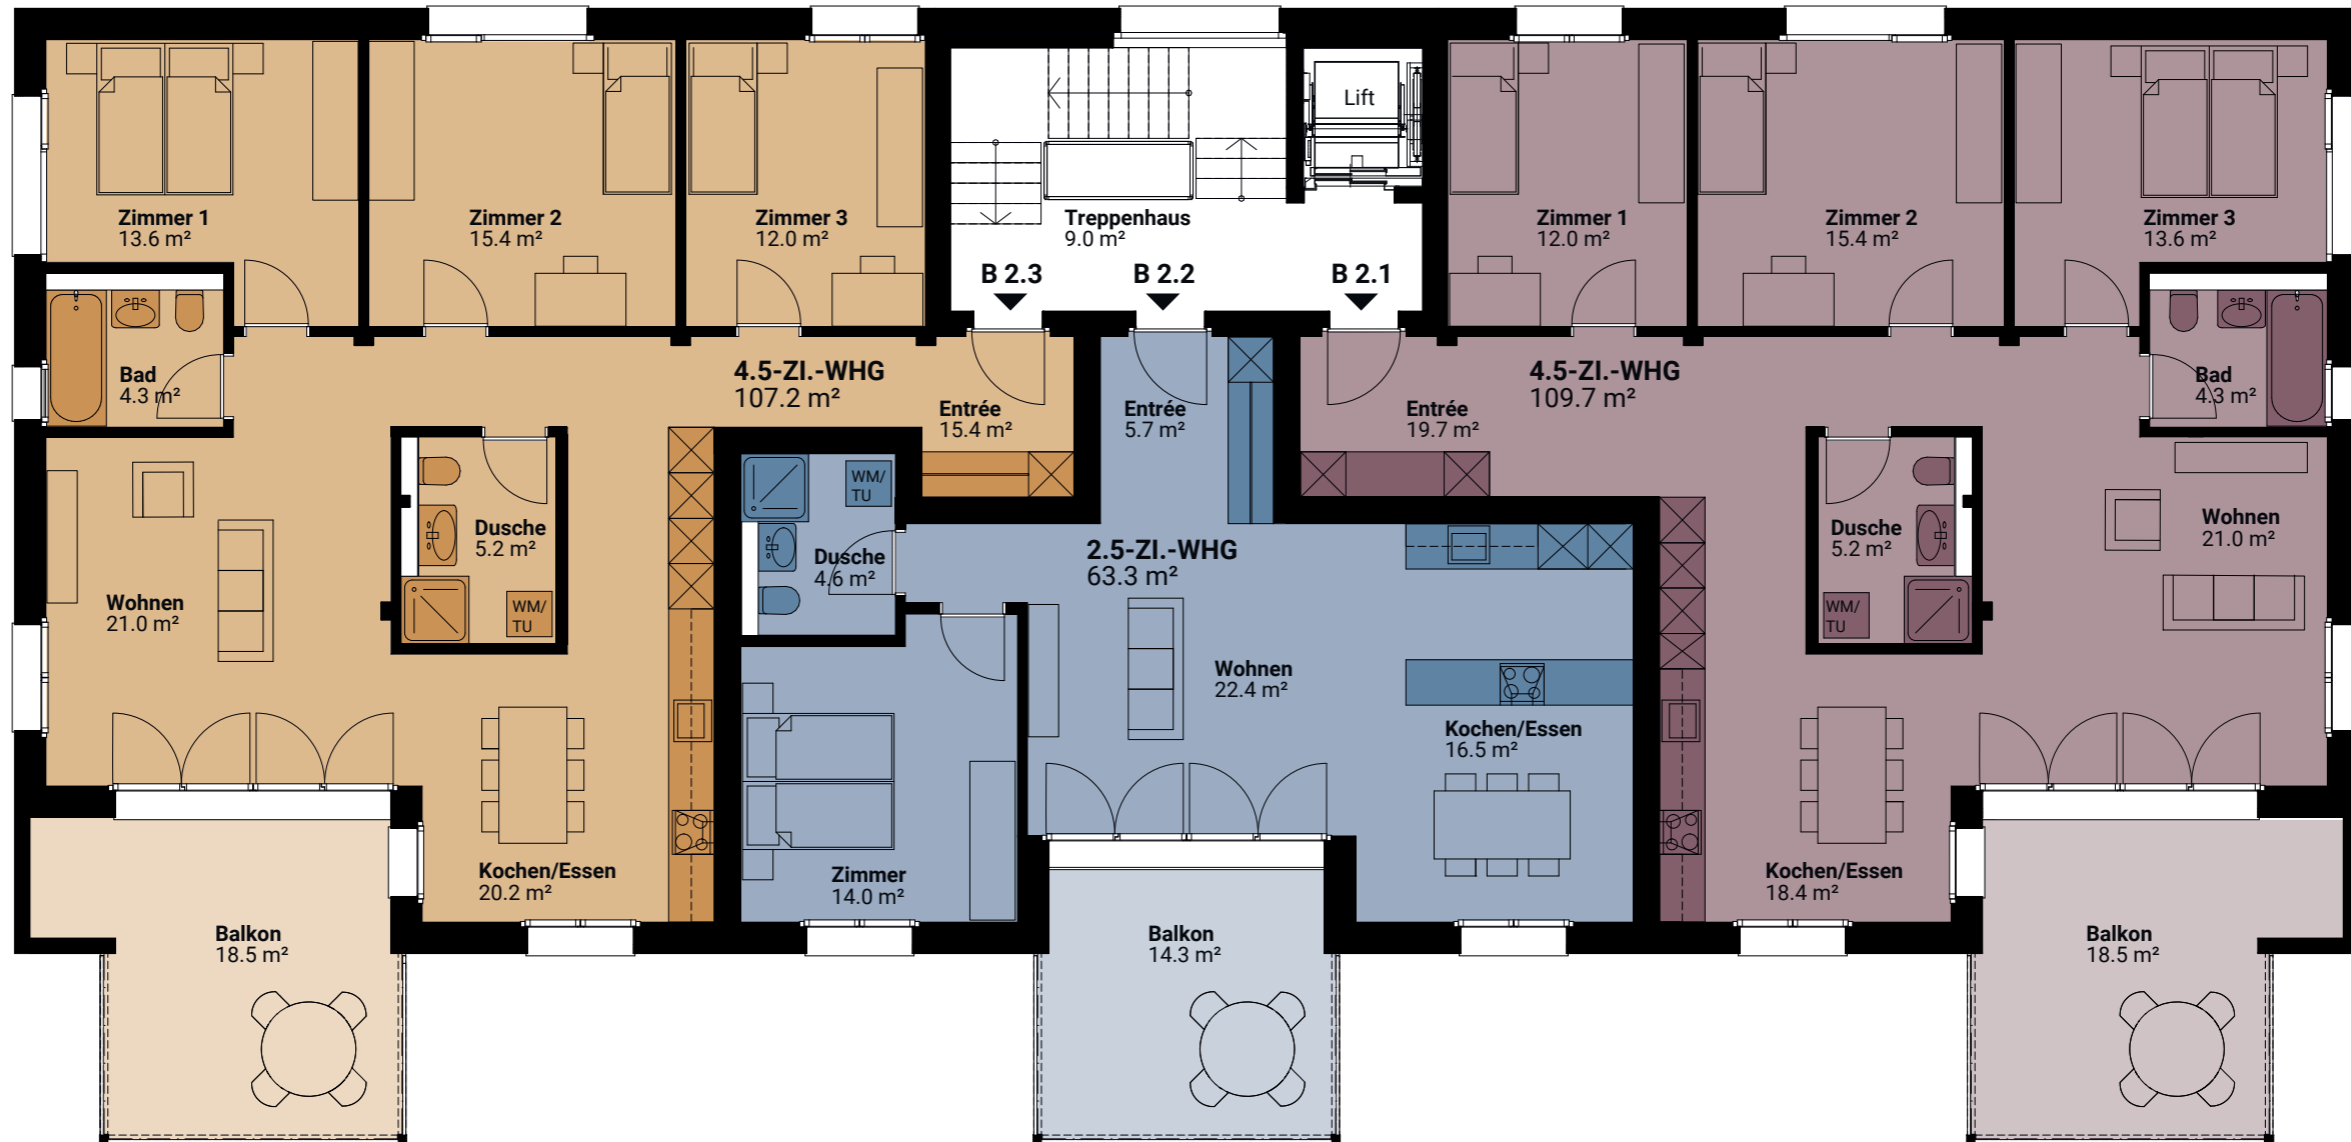 Lift
Zimmer 1
13.6 m²
Zimmer 2
15.4 m²
Zimmer 3
12.0 m²
Treppenhaus
9.0 m²
Zimmer 1
12.0 m²
Zimmer 2
15.4 m²
Zimmer 3
13.6 m²
B 2.3
B 2.2
B 2.1
Bad
4.3 m²
4.5-ZI.-WHG
107.2 m²
Entrée
15.4 m²
Entrée
5.7 m²
Entrée
19.7 m²
4.5-ZI.-WHG
109.7 m²
Bad
4.3 m²
WM/
TU
Dusche
5.2 m²
Dusche
4.6 m²
2.5-ZI.-WHG
63.3 m²
Dusche
5.2 m²
Wohnen
21.0 m²
Wohnen
21.0 m²
WM/
TU
WM/
TU
Wohnen
22.4 m²
Kochen/Essen
16.5 m²
Kochen/Essen
20.2 m²
Zimmer
14.0 m²
Kochen/Essen
18.4 m²
Balkon
18.5 m²
Balkon
14.3 m²
Balkon
18.5 m²